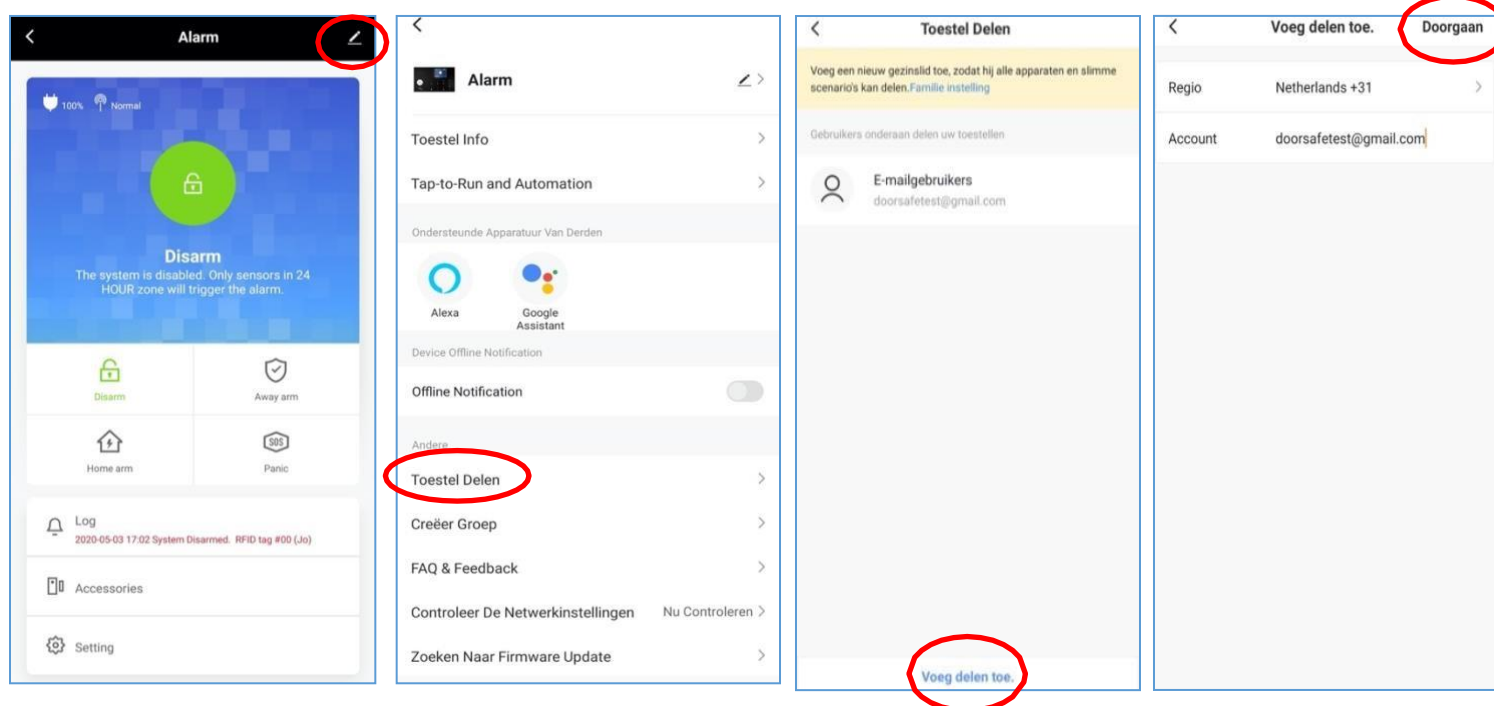 Alarm
100% Normal
Disarm
The system is disabled. Only sensors in 24
HOUR zone will trigger the alarm.
Disarm
Away arm
SOS
Home arm
Panic
Log
2020-05-03 17:02 System Disarmed. RFID tag #00 (Jo)
Accessories
Setting
Alarm
Toestel Info
Tap-to-Run and Automation
Ondersteunde Apparatuur Van Derden
Alexa
Google
Assistant
Device Offline Notification
Offline Notification
Andere
Toestel Delen
Creëer Groep
FAQ & Feedback
Controleer De Netwerkinstellingen Nu Controleren
Zoeken Naar Firmware Update
Toestel Delen
Voeg een nieuw gezinslid toe, zodat hij alle apparaten en slimme
scenario's kan delen.Familie instelling
Gebruikers onderaan delen uw toestellen
E-mailgebruikers
doorsafetest@gmail.com
Voeg delen toe.
Voeg delen toe. Doorgaan
Regio Netherlands +31
Account doorsafetest@gmail.com